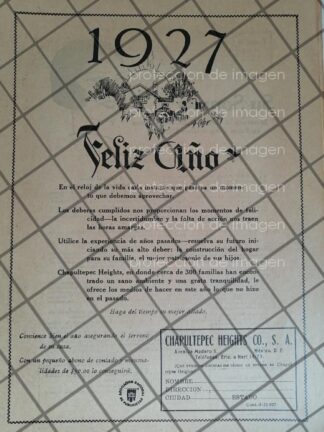 1927
protección de imagen
protección de imagen
Feliz Año
protección de imagen
En el reloj de la vida cada instante que pasa es un momento
que debemos aprovechar.
Los deberes cumplidos nos proporcionan los momentos de feli-
cidad—la incertidumbre y la falta de acción nos traen
las horas amargas.
Utilice la experiencia de años pasados—resuelva su futuro ini-
ciando su más alto deber: la construcción del hogar
para su familia, el mejor patrimonio de sus hijos.
Chapultepec Heights, en donde cerca de 300 familias han encon-
trado un sano ambiente y una grata tranquilidad, le
ofrece los medios de hacer en este año lo que no hizo
en el pasado.
Haga del tiempo su mejor aliado.
Comience bien el año asegurando el terreno
de su casa.
Con un pequeño abono de contado y mensua-
lidades de lo conseguirá.
CHAPULTEPEC HEIGHTS CO., S. A.
Avenida Madero México, D. F.
NOMBRE
DIRECCION
CIUDAD ESTADO